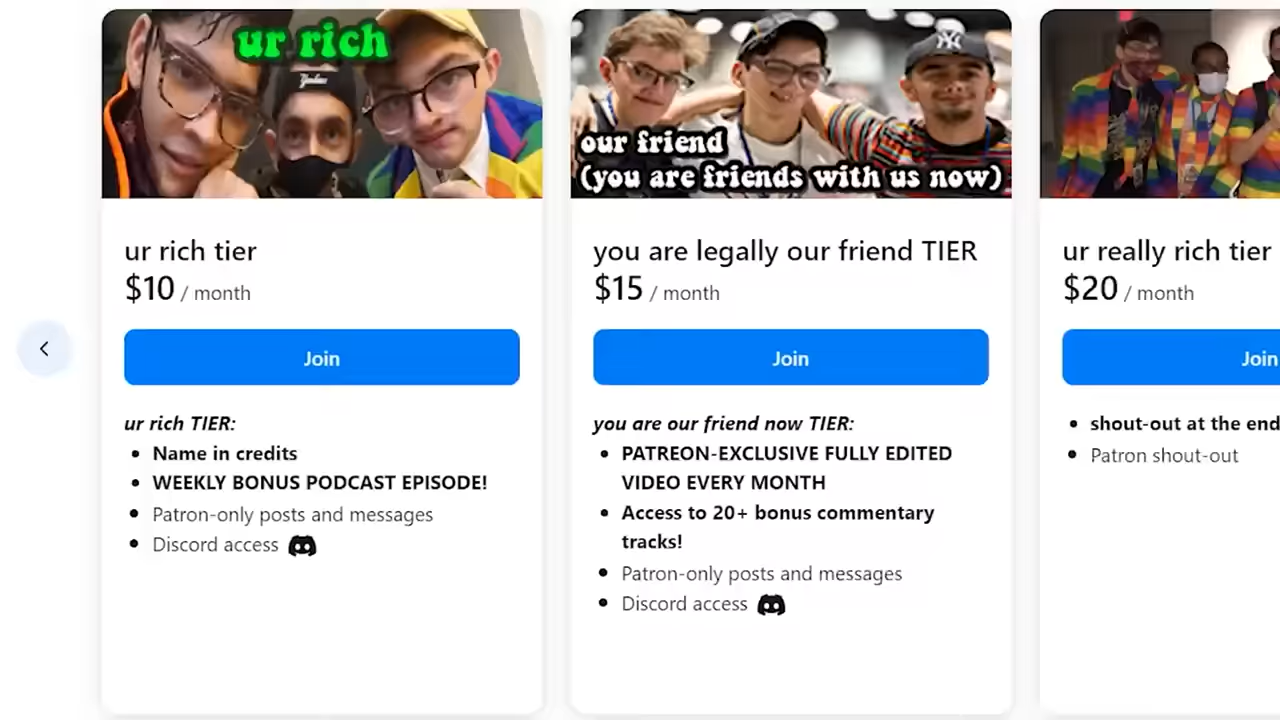 ur rich
ur rich tier
$10 / month
Join
ur rich TIER:
Name in credits
WEEKLY BONUS PODCAST EPISODE!
Patron-only posts and messages
Discord access
our friend
(you are friends with us now)
you are legally our friend TIER
$15 / month
Join
you are our friend now TIER:
PATREON-EXCLUSIVE FULLY EDITED
VIDEO EVERY MONTH
Access to 20+ bonus commentary
tracks!
Patron-only posts and messages
Discord access
ur really rich tier
$20 / month
Join
shout-out at the end
Patron shout-out